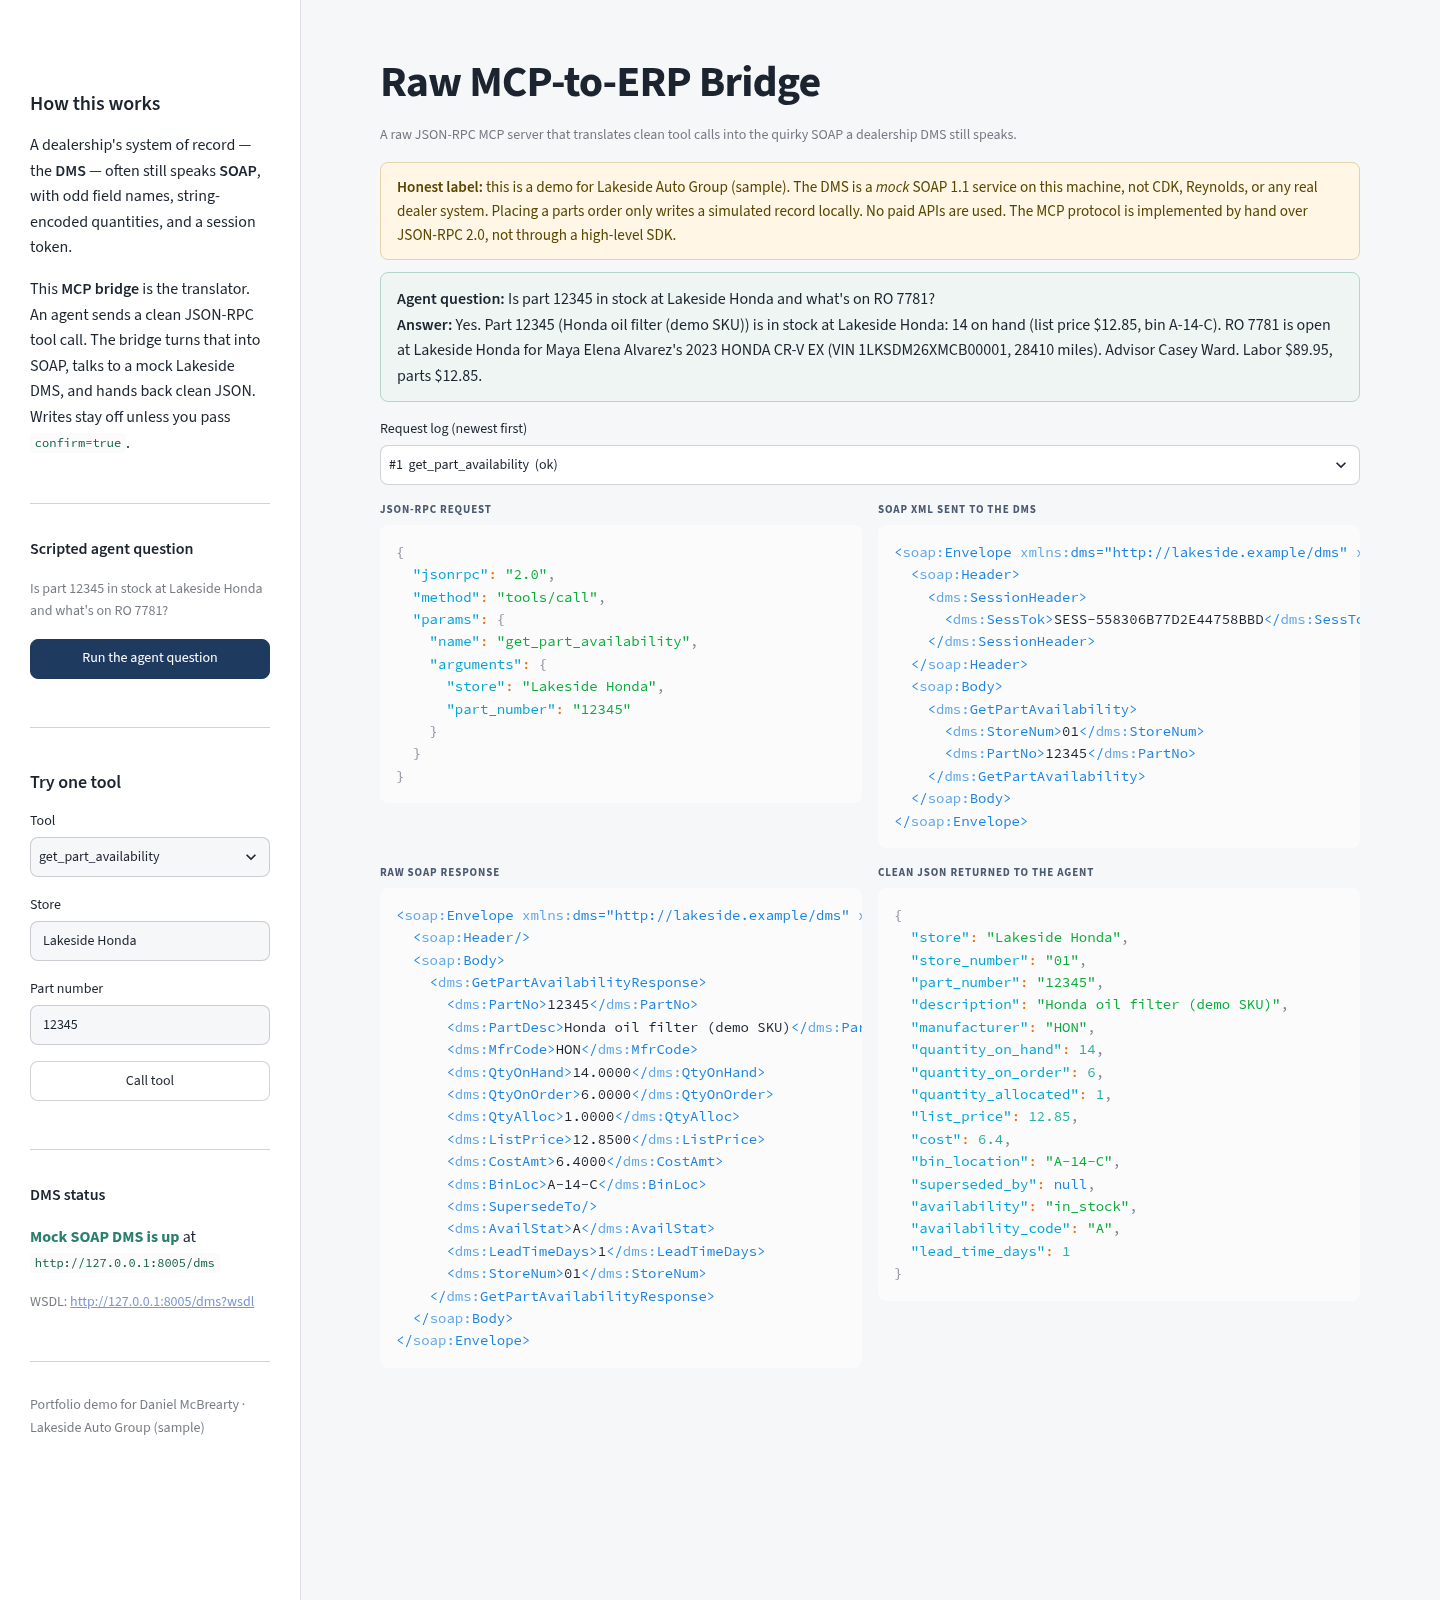 How this works
A dealership's system of record —
the DMS — often still speaks SOAP,
with odd field names, string-
encoded quantities, and a session
token.
This MCP bridge is the translator.
An agent sends a clean JSON-RPC
tool call. The bridge turns that into
SOAP, talks to a mock Lakeside
DMS, and hands back clean JSON.
Writes stay off unless you pass
confirm=true .
Scripted agent question
Is part 12345 in stock at Lakeside Honda
and what's on RO 7781?
Run the agent question
Try one tool
Tool
get_part_availability
Store
Lakeside Honda
Part number
12345
Call tool
DMS status
Mock SOAP DMS is up at
http://127.0.0.1:8005/dms
WSDL: http://127.0.0.1:8005/dms?wsdl
Portfolio demo for Daniel McBrearty ·
Lakeside Auto Group (sample)
Raw MCP-to-ERP Bridge
A raw JSON-RPC MCP server that translates clean tool calls into the quirky SOAP a dealership DMS still speaks.
Honest label: this is a demo for Lakeside Auto Group (sample). The DMS is a mock SOAP 1.1 service on this machine, not CDK, Reynolds, or any real
dealer system. Placing a parts order only writes a simulated record locally. No paid APIs are used. The MCP protocol is implemented by hand over
JSON-RPC 2.0, not through a high-level SDK.
Agent question: Is part 12345 in stock at Lakeside Honda and what's on RO 7781?
Answer: Yes. Part 12345 (Honda oil filter (demo SKU)) is in stock at Lakeside Honda: 14 on hand (list price $12.85, bin A-14-C). RO 7781 is open
at Lakeside Honda for Maya Elena Alvarez's 2023 HONDA CR-V EX (VIN 1LKSDM26XMCB00001, 28410 miles). Advisor Casey Ward. Labor $89.95,
parts $12.85.
Request log (newest first)
#1 get_part_availability (ok)
JSON-RPC REQUEST
{
  "jsonrpc": "2.0",
  "method": "tools/call",
  "params": {
    "name": "get_part_availability",
    "arguments": {
      "store": "Lakeside Honda",
      "part_number": "12345"
    }
  }
}
SOAP XML SENT TO THE DMS
<soap:Envelope xmlns:dms="http://lakeside.example/dms" x
  <soap:Header>
    <dms:SessionHeader>
      <dms:SessTok>SESS-558306B77D2E44758BBD</dms:SessTo
    </dms:SessionHeader>
  </soap:Header>
  <soap:Body>
    <dms:GetPartAvailability>
      <dms:StoreNum>01</dms:StoreNum>
      <dms:PartNo>12345</dms:PartNo>
    </dms:GetPartAvailability>
  </soap:Body>
</soap:Envelope>
RAW SOAP RESPONSE
<soap:Envelope xmlns:dms="http://lakeside.example/dms" x
  <soap:Header/>
  <soap:Body>
    <dms:GetPartAvailabilityResponse>
      <dms:PartNo>12345</dms:PartNo>
      <dms:PartDesc>Honda oil filter (demo SKU)</dms:Par
      <dms:MfrCode>HON</dms:MfrCode>
      <dms:QtyOnHand>14.0000</dms:QtyOnHand>
      <dms:QtyOnOrder>6.0000</dms:QtyOnOrder>
      <dms:QtyAlloc>1.0000</dms:QtyAlloc>
      <dms:ListPrice>12.8500</dms:ListPrice>
      <dms:CostAmt>6.4000</dms:CostAmt>
      <dms:BinLoc>A-14-C</dms:BinLoc>
      <dms:SupersedeTo/>
      <dms:AvailStat>A</dms:AvailStat>
      <dms:LeadTimeDays>1</dms:LeadTimeDays>
      <dms:StoreNum>01</dms:StoreNum>
    </dms:GetPartAvailabilityResponse>
  </soap:Body>
</soap:Envelope>
CLEAN JSON RETURNED TO THE AGENT
{
  "store": "Lakeside Honda",
  "store_number": "01",
  "part_number": "12345",
  "description": "Honda oil filter (demo SKU)",
  "manufacturer": "HON",
  "quantity_on_hand": 14,
  "quantity_on_order": 6,
  "quantity_allocated": 1,
  "list_price": 12.85,
  "cost": 6.4,
  "bin_location": "A-14-C",
  "superseded_by": null,
  "availability": "in_stock",
  "availability_code": "A",
  "lead_time_days": 1
}